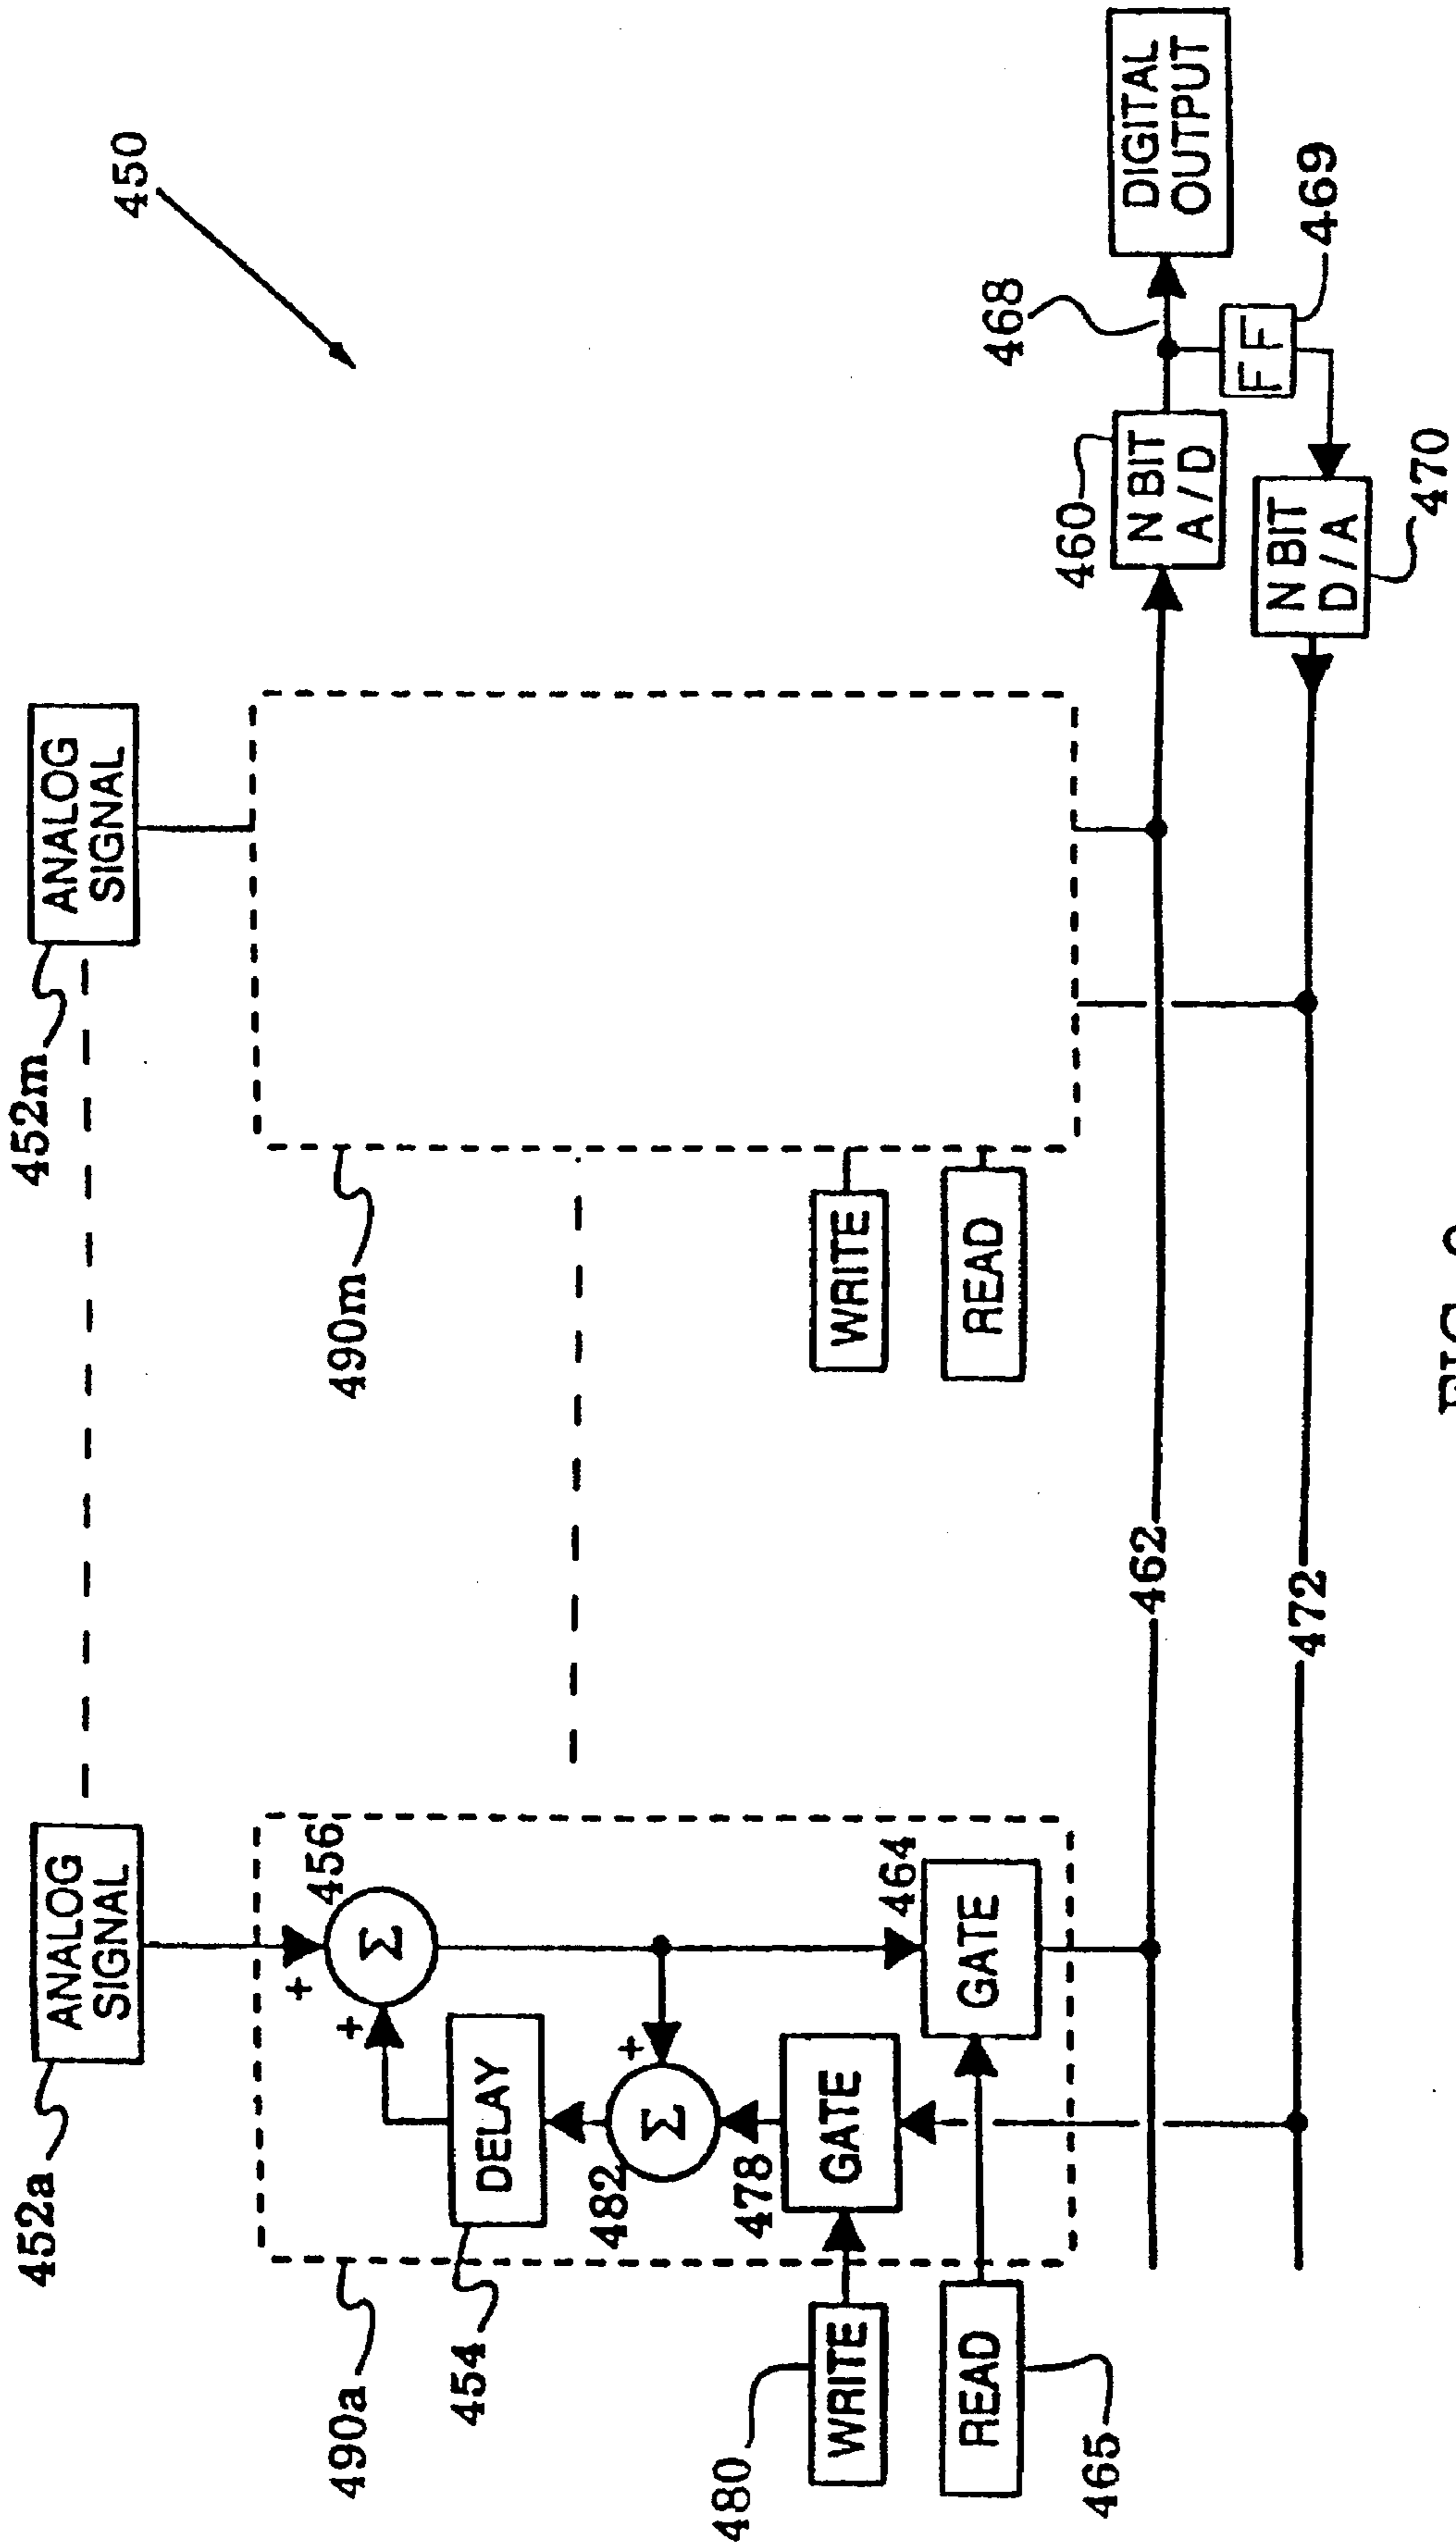 450
452a
ANALOG
SIGNAL
452m
ANALOG
SIGNAL
490a
+
456
Σ
+
454
DELAY
482
Σ
+
478
GATE
464
GATE
480
WRITE
465
READ
490m
WRITE
READ
462
472
460
N BIT
A/D
468
DIGITAL
OUTPUT
FF
469
N BIT
D/A
470
FIG.